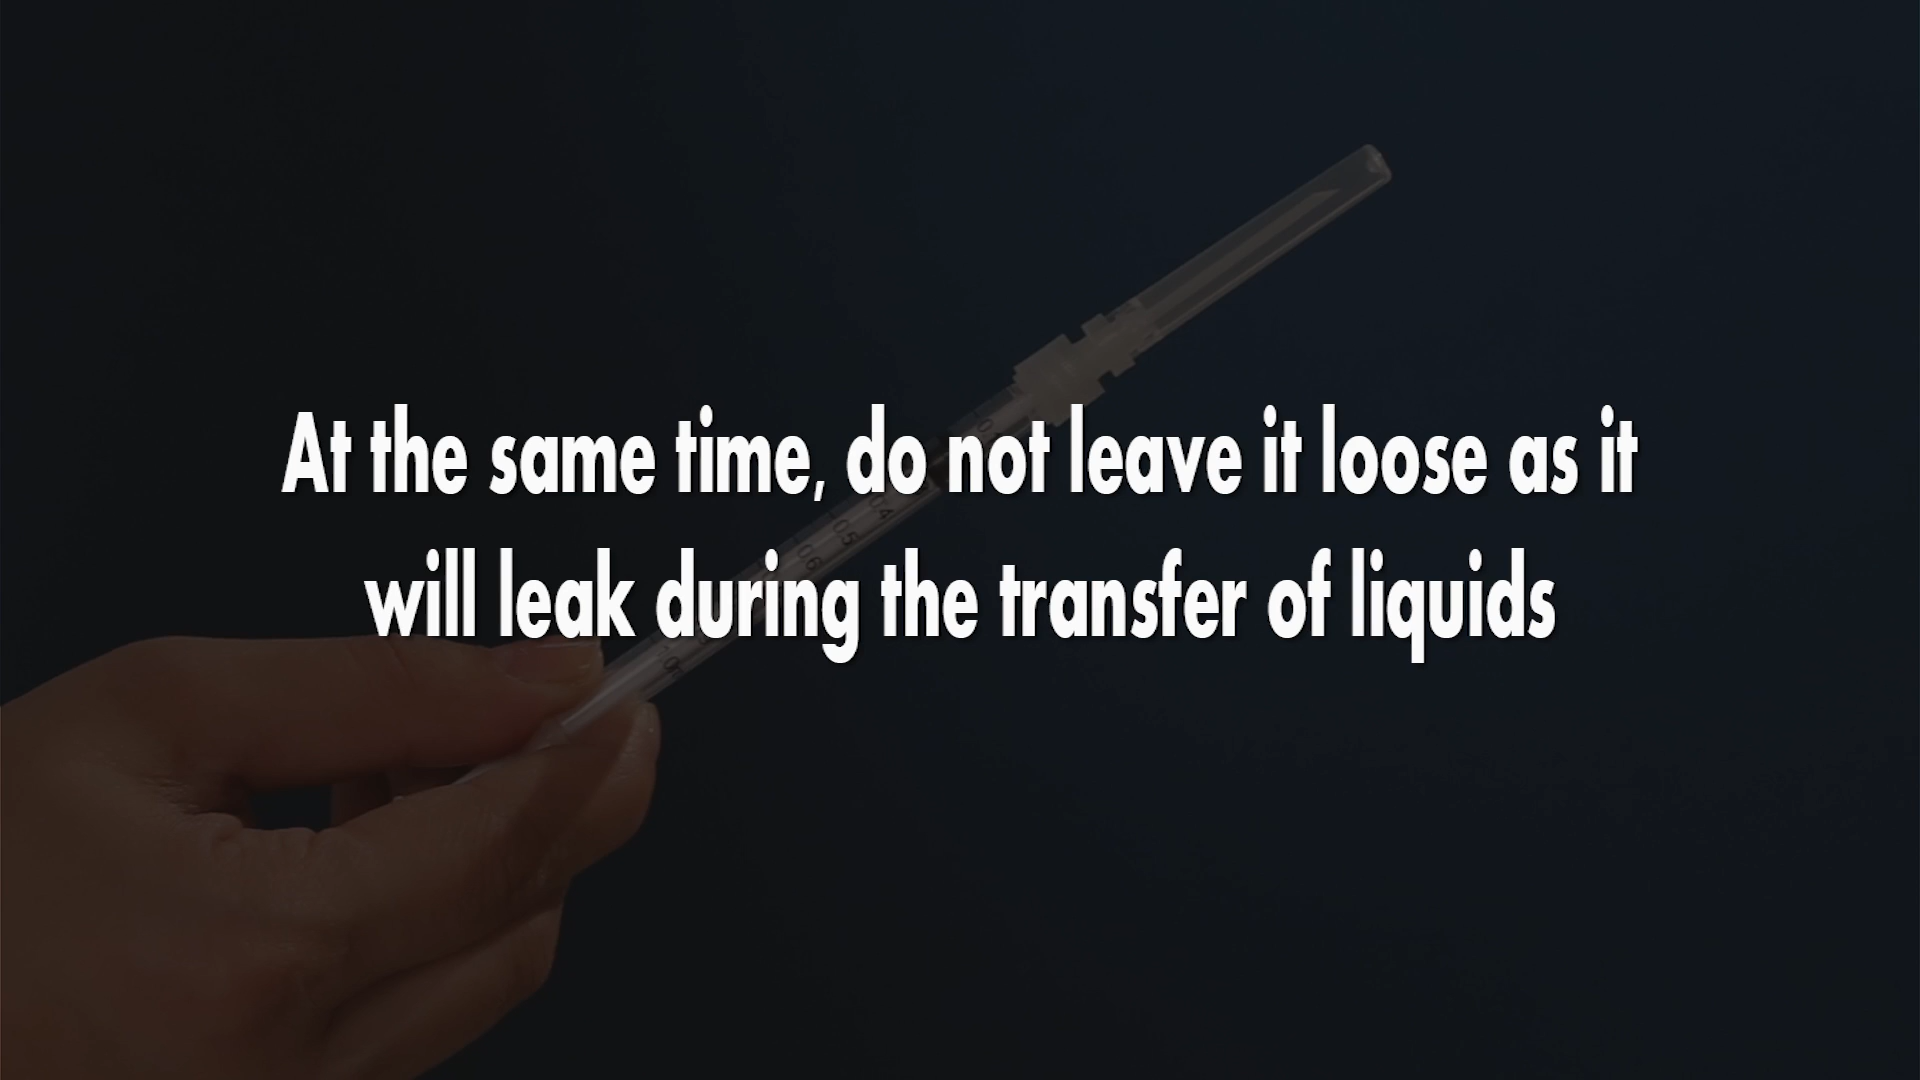 At the same time, do not leave it loose as it
will leak during the transfer of liquids